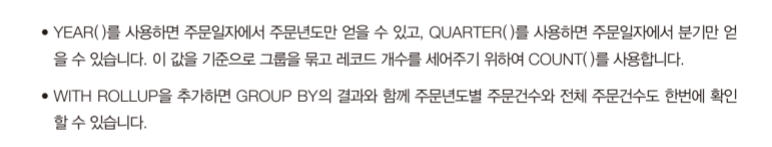 • YEAR( )를 사용하면 주문일자에서 주문년도만 얻을 수 있고, QUARTER( )를 사용하면 주문일자에서 분기만 얻
을 수 있습니다. 이 값을 기준으로 그룹을 묶고 레코드 개수를 세어주기 위하여 COUNT( )를 사용합니다.
• WITH ROLLUP을 추가하면 GROUP BY의 결과와 함께 주문년도별 주문건수와 전체 주문건수도 한번에 확인
할 수 있습니다.